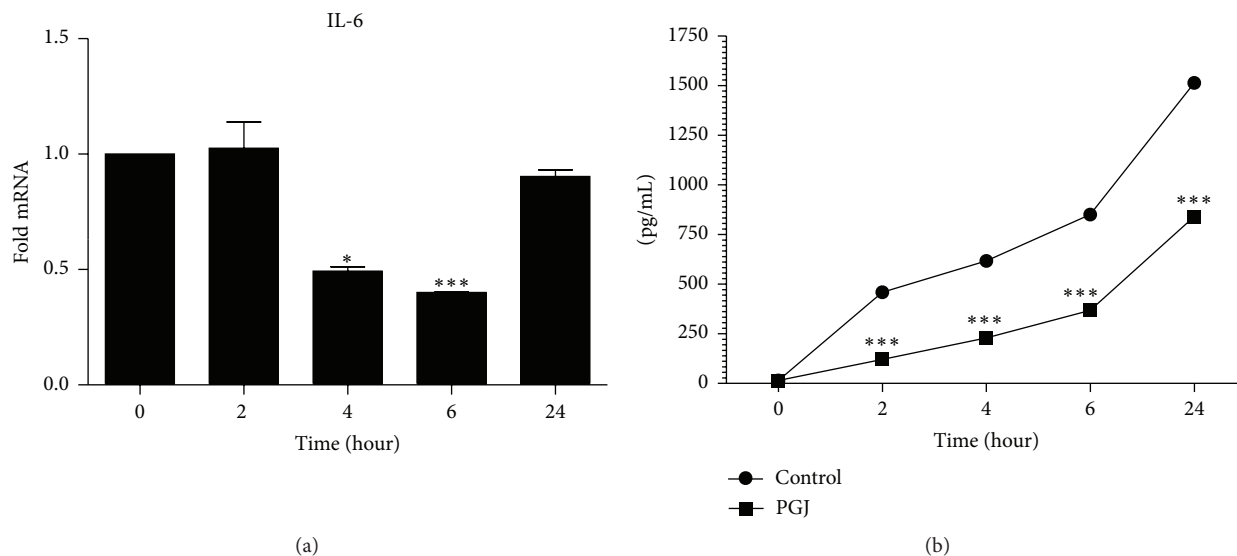 IL-6
1.5
1.0
0.5
0.0
Fold mRNA
*
***
0 2 4 6 24
Time (hour)
(a)
1750
1500
1250
1000
750
500
250
0
(pg/mL)
***
***
***
***
0 2 4 6 24
Time (hour)
Control
PGJ
(b)